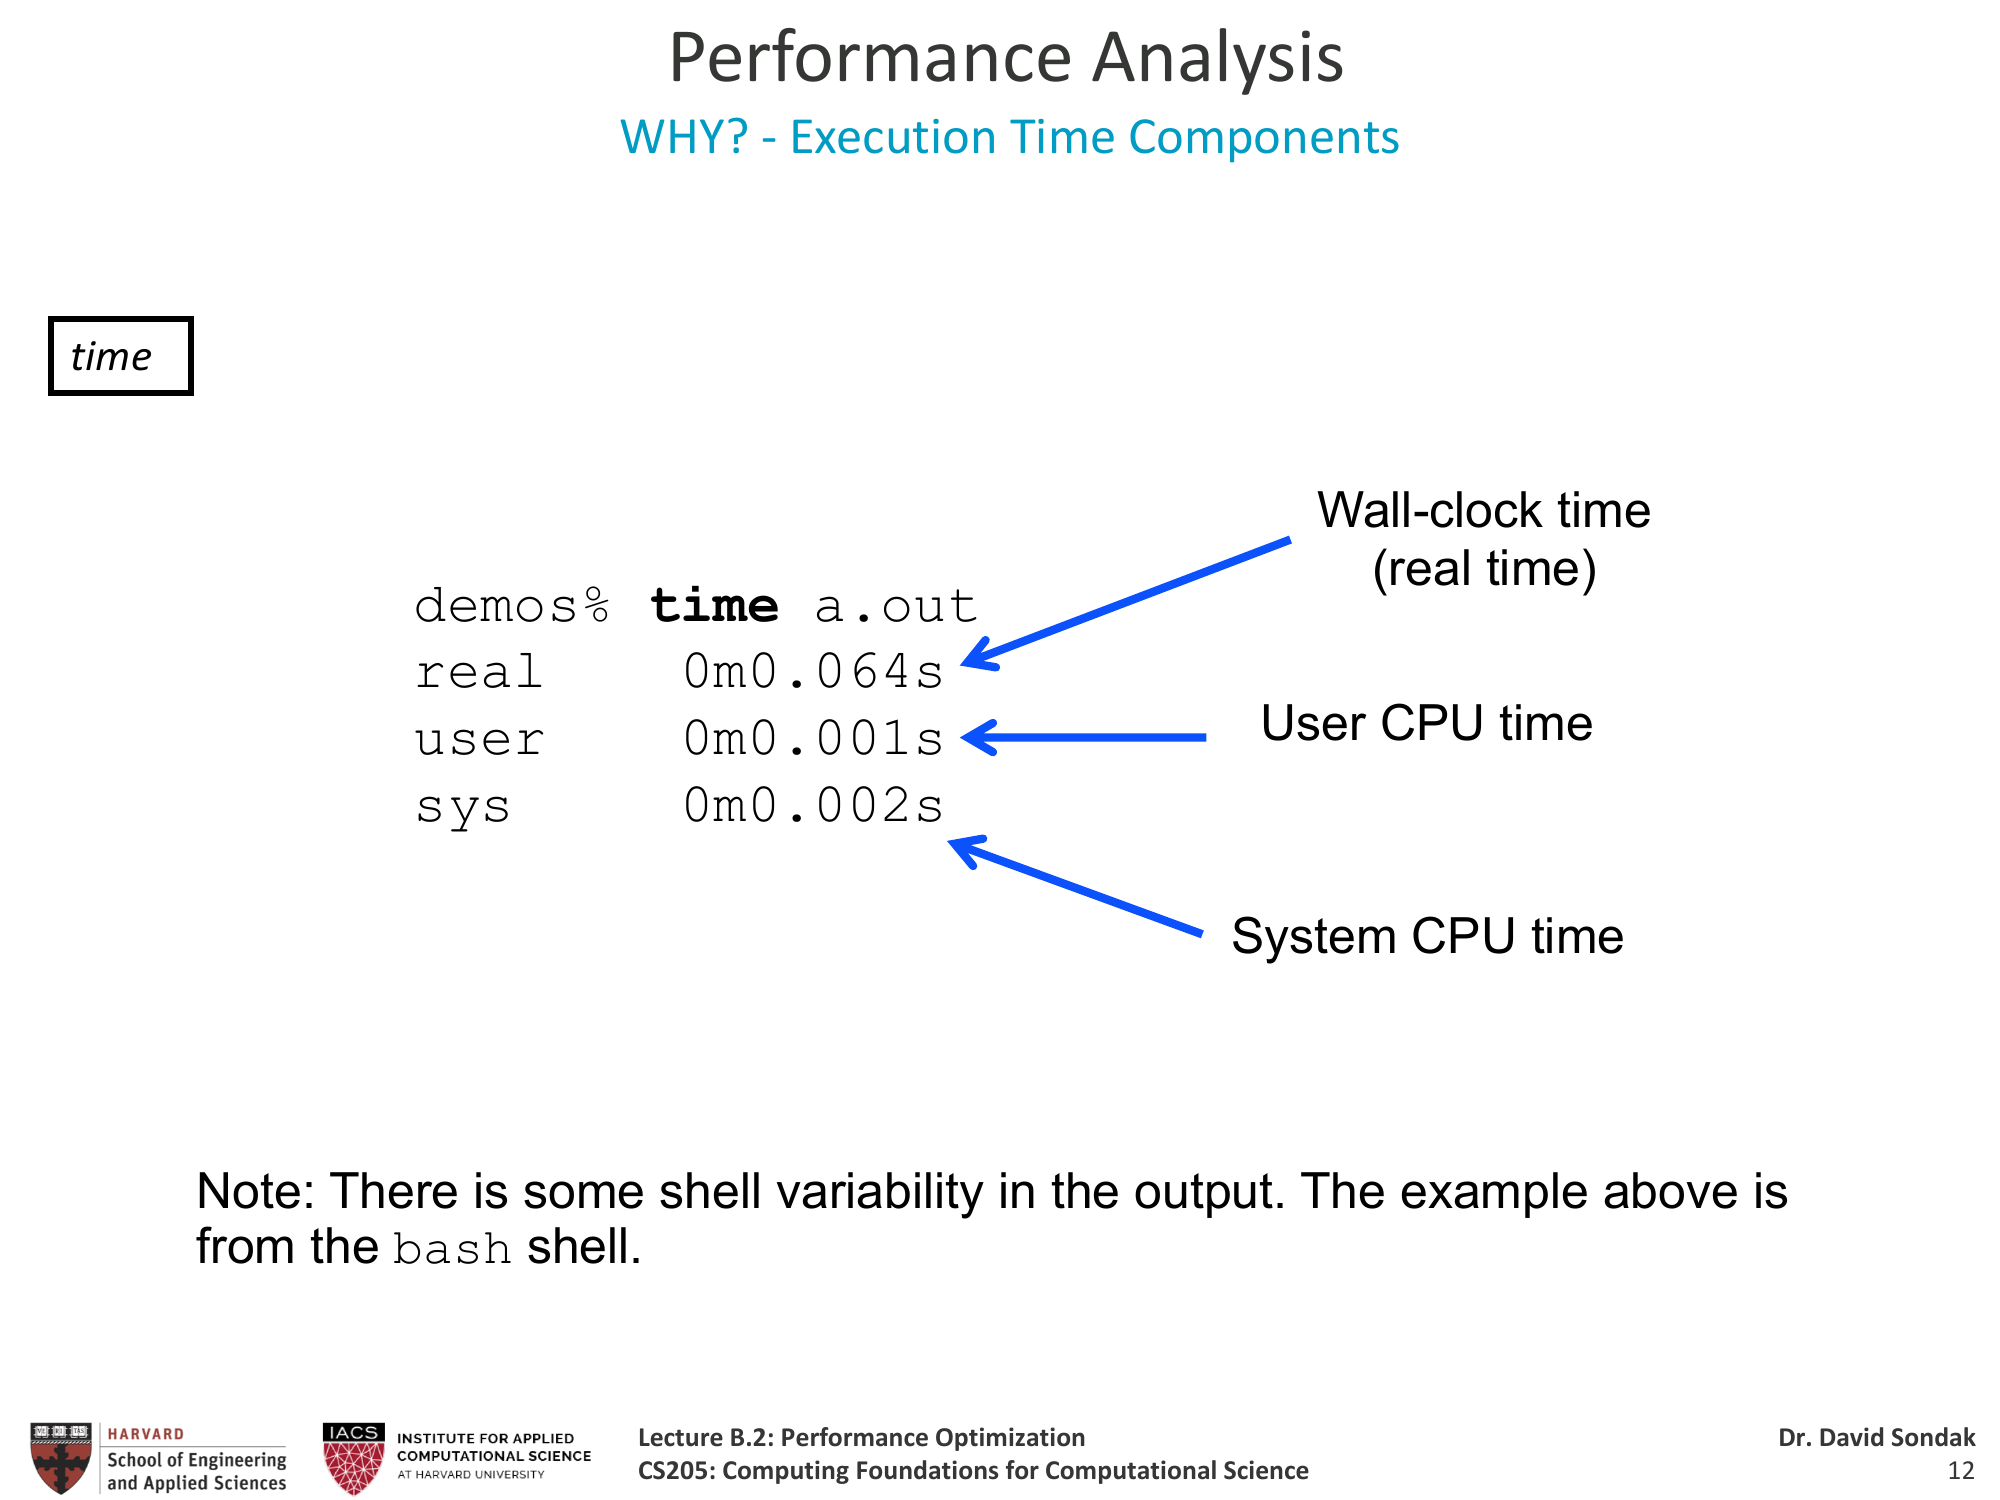 Performance Analysis
WHY? - Execution Time Components
time
Wall-clock time
(real time)
demos% time a.out
real 0m0.064s
user 0m0.001s
sys 0m0.002s
User CPU time
System CPU time
Note: There is some shell variability in the output. The example above is
from the bash shell.
HARVARD
School of Engineering
and Applied Sciences
IACS
INSTITUTE FOR APPLIED
COMPUTATIONAL SCIENCE
AT HARVARD UNIVERSITY
Lecture B.2: Performance Optimization
CS205: Computing Foundations for Computational Science
Dr. David Sondak
12